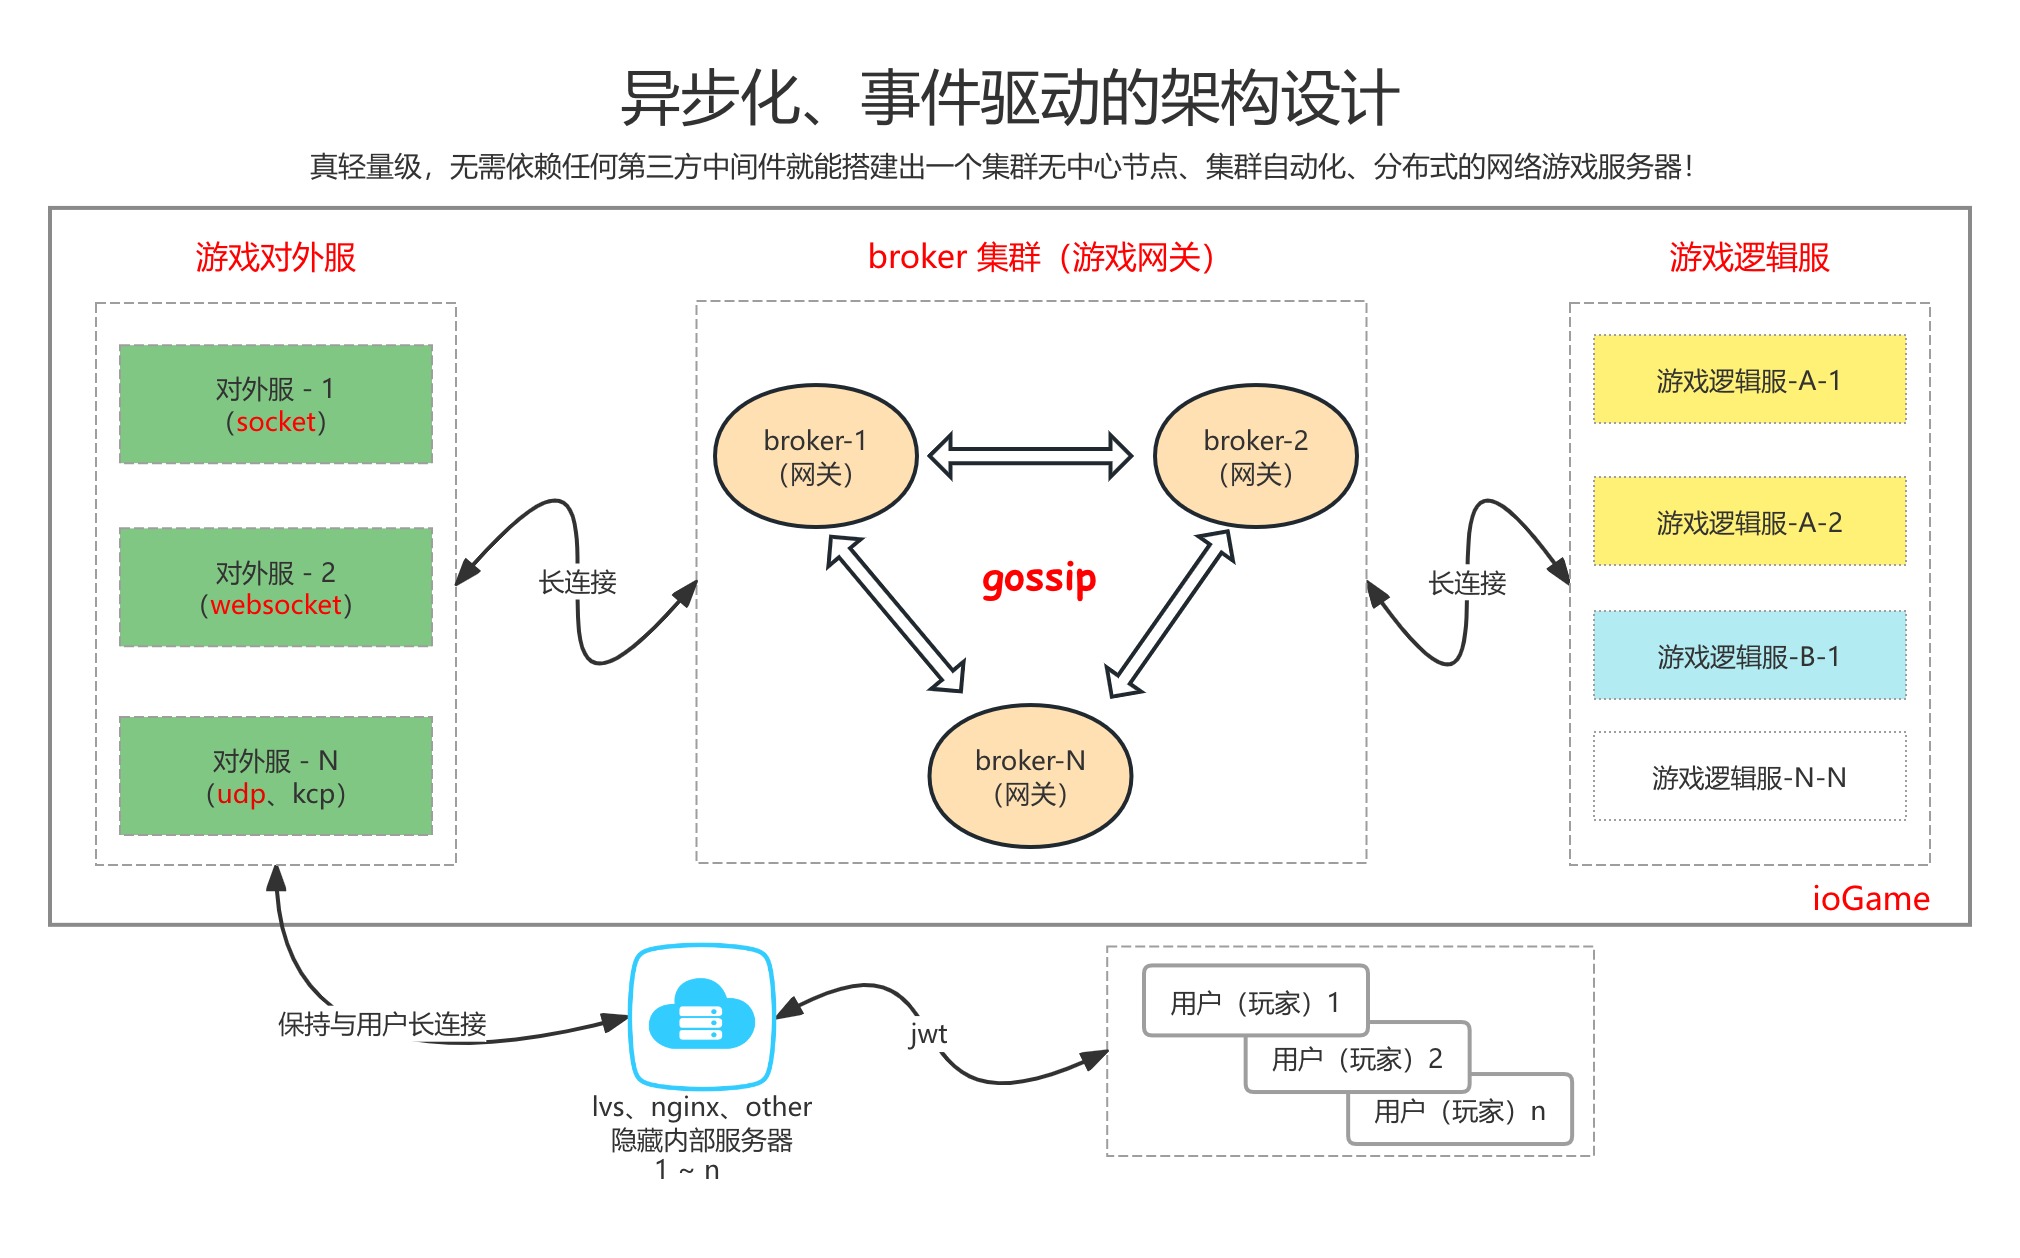 异步化、事件驱动的架构设计
真轻量级，无需依赖任何第三方中间件就能搭建出一个集群无中心节点、集群自动化、分布式的网络游戏服务器！
游戏对外服
对外服 - 1
（socket）
对外服 - 2
（websocket）
对外服 - N
（udp、kcp）
长连接
broker 集群（游戏网关）
broker-1
（网关）
broker-2
（网关）
gossip
broker-N
（网关）
长连接
游戏逻辑服
游戏逻辑服-A-1
游戏逻辑服-A-2
游戏逻辑服-B-1
游戏逻辑服-N-N
ioGame
保持与用户长连接
lvs、nginx、other
隐藏内部服务器
1 ~ n
jwt
用户（玩家）1
用户（玩家）2
用户（玩家）n